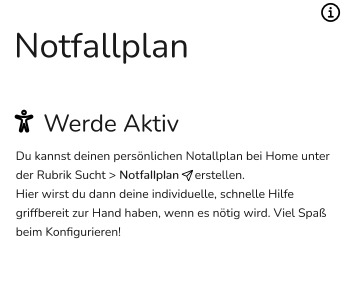 Notfallplan
Werde Aktiv
Du kannst deinen persönlichen Notallplan bei Home unter
der Rubrik Sucht > Notfallplan erstellen.
Hier wirst du dann deine individuelle, schnelle Hilfe
griffbereit zur Hand haben, wenn es nötig wird. Viel Spaß
beim Konfigurieren!